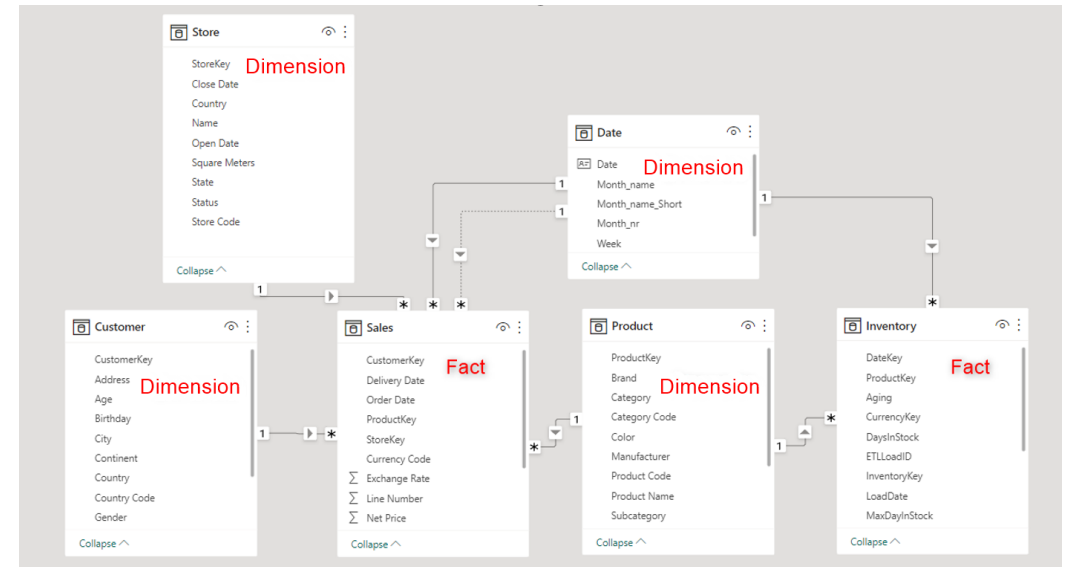 Store
StoreKey
Dimension
Close Date
Country
Name
Open Date
Square Meters
State
Status
Store Code
Collapse
1
*
*
*
Date
Date
Dimension
Month_name
Month_name_Short
Month_nr
Week
Collapse
1
1
1
*
Customer
CustomerKey
Address
Dimension
Age
Birthday
City
Continent
Country
Country Code
Gender
Collapse
1
*
Sales
CustomerKey
Fact
Delivery Date
Order Date
ProductKey
StoreKey
Currency Code
Σ Exchange Rate
Σ Line Number
Σ Net Price
Collapse
*
1
Product
ProductKey
Brand
Dimension
Category
Category Code
Color
Manufacturer
Product Code
Product Name
Subcategory
Collapse
1
*
Inventory
DateKey
Fact
ProductKey
Aging
CurrencyKey
DaysInStock
ETLLoadID
InventoryKey
LoadDate
MaxDayInStock
Collapse